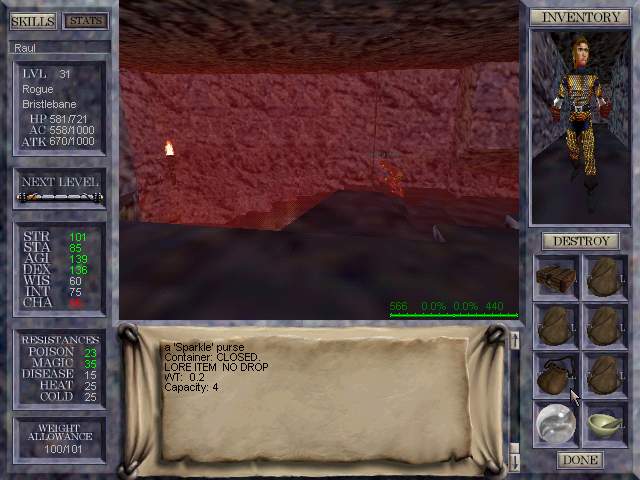 SKILLS STATS
Raul
LVL 31
Rogue
Bristlebane
HP 581/721
AC 558/1000
ATK 670/1000
NEXT LEVEL
STR 101
STA 85
AGI 139
DEX 136
WIS 60
INT 75
CHA
RESISTANCES
POISON 23
MAGIC 35
DISEASE 15
HEAT 25
COLD 25
WEIGHT
ALLOWANCE
100/101
566 0.0% 0.0% 440
a 'Sparkle' purse
Container: CLOSED.
LORE ITEM NO DROP
WT: 0.2
Capacity: 4
INVENTORY
DESTROY
DONE